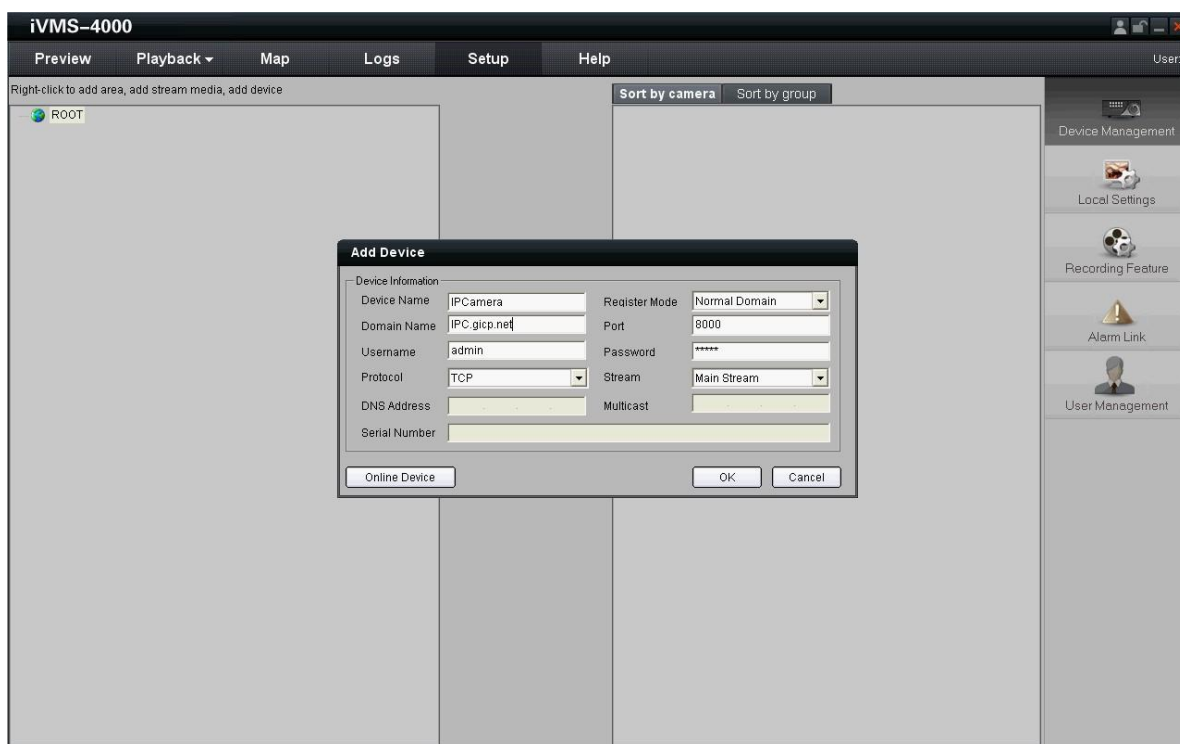 iVMS-4000
Preview Playback Map Logs Setup Help User:
Right-click to add area, add stream media, add device
ROOT
Sort by camera Sort by group
Device Management
Local Settings
Recording Feature
Alarm Link
User Management
Add Device
Device Information
Device Name IPCamera Register Mode Normal Domain
Domain Name IPC.gicp.net Port 8000
Username admin Password *****
Protocol TCP Stream Main Stream
DNS Address Multicast
Serial Number
Online Device OK Cancel